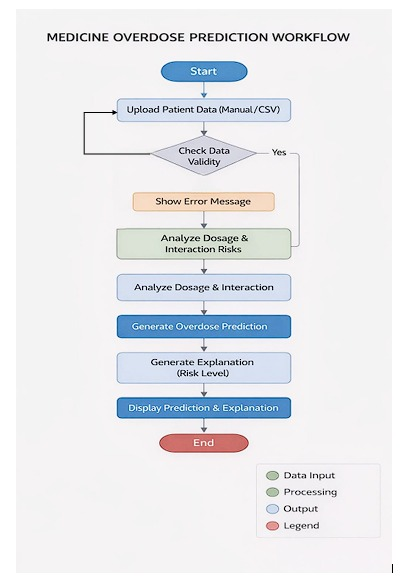 MEDICINE OVERDOSE PREDICTION WORKFLOW
Start
Upload Patient Data (Manual/CSV)
Check Data
Validity
Yes
Show Error Message
Analyze Dosage &
Interaction Risks
Analyze Dosage & Interaction
Generate Overdose Prediction
Generate Explanation
(Risk Level)
Display Prediction & Explanation
End
Data Input
Processing
Output
Legend